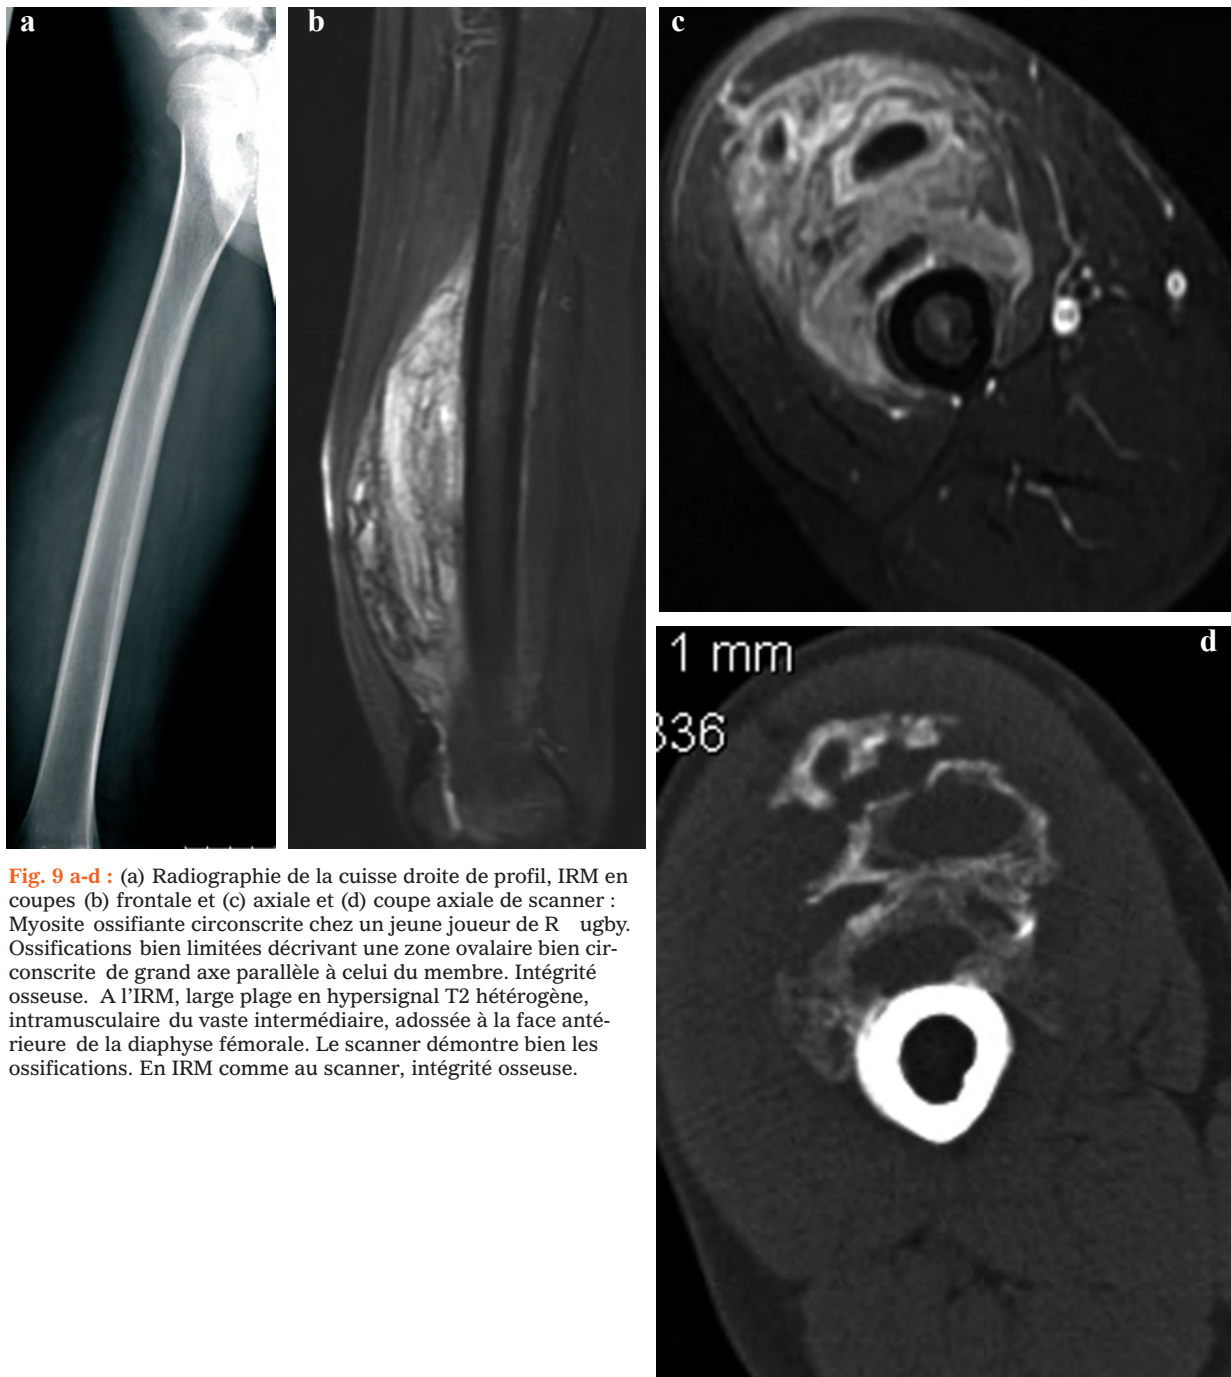 a
b
c
1 mm
d
336
Fig. 9 a-d : (a) Radiographie de la cuisse droite de profil, IRM en
coupes (b) frontale et (c) axiale et (d) coupe axiale de scanner :
Myosite ossifiante circonscrite chez un jeune joueur de R ugby.
Ossifications bien limitées décrivant une zone ovalaire bien cir-
conscrite de grand axe parallèle à celui du membre. Intégrité
osseuse. A l'IRM, large plage en hypersignal T2 hétérogène,
intramusculaire du vaste intermédiaire, adossée à la face anté-
rieure de la diaphyse fémorale. Le scanner démontre bien les
ossifications. En IRM comme au scanner, intégrité osseuse.